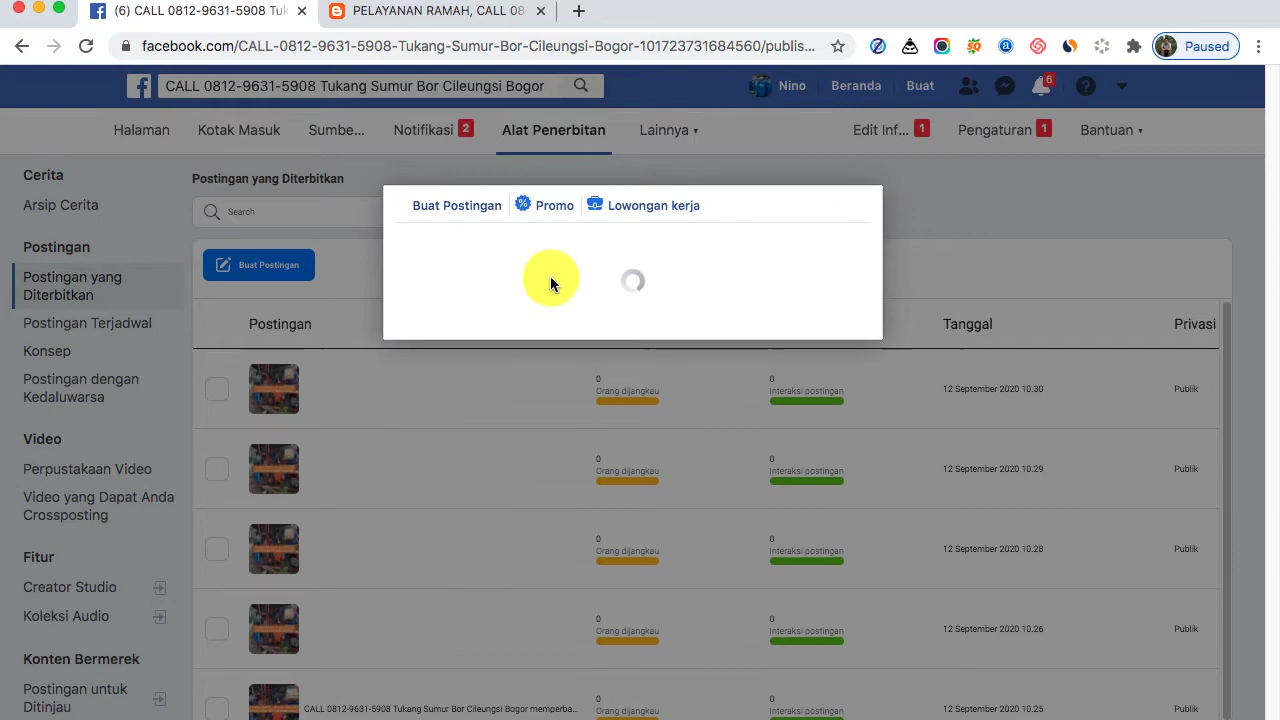 (6) CALL 0812-9631-5908 Tuk
PELAYANAN RAMAH, CALL 08
facebook.com/CALL-0812-9631-5908-Tukang-Sumur-Bor-Cileungsi-Bogor-101723731684560/publis...
Paused
CALL 0812-9631-5908 Tukang Sumur Bor Cileungsi Bogor
Nino
Beranda
Buat
6
Halaman
Kotak Masuk
Sumbe...
Notifikasi 2
Alat Penerbitan
Lainnya
Edit Inf... 1
Pengaturan 1
Bantuan
Cerita
Arsip Cerita
Postingan
Postingan yang
Diterbitkan
Postingan Terjadwal
Konsep
Postingan dengan
Kedaluwarsa
Video
Perpustakaan Video
Video yang Dapat Anda
Crossposting
Fitur
Creator Studio
Koleksi Audio
Konten Bermerek
Postingan untuk
Ditinjau
Postingan yang Diterbitkan
Search
Buat Postingan
Buat Postingan
Promo
Lowongan kerja
Postingan
Tanggal
Privasi
0
Orang dijangkau
0
Interaksi postingan
12 September 2020 10.30
Publik
0
Orang dijangkau
0
Interaksi postingan
12 September 2020 10.29
Publik
0
Orang dijangkau
0
Interaksi postingan
12 September 2020 10.28
Publik
0
Orang dijangkau
0
Interaksi postingan
12 September 2020 10.26
Publik
CALL 0812-9631-5908 Tukang Sumur Bor Cileungsi Bogor memperba...
0
Orang dijangkau
0
Interaksi postingan
12 September 2020 10.25
Publik